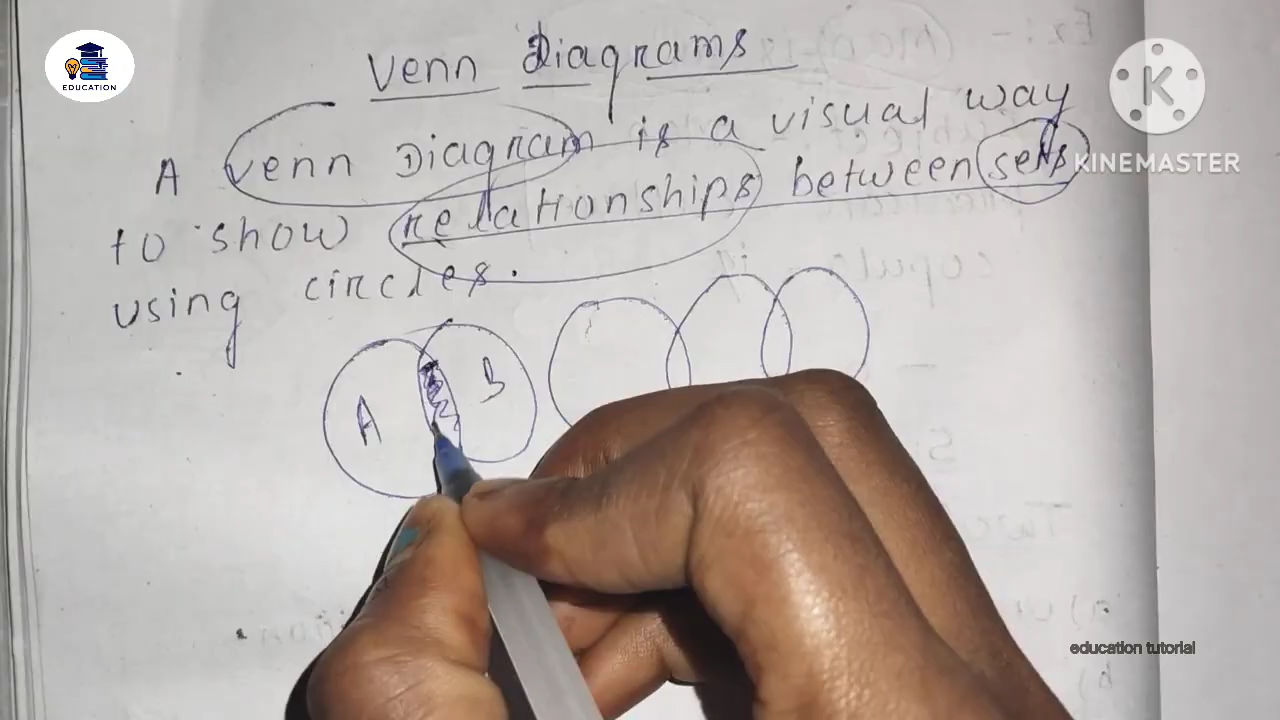 Venn Diagrams
A Venn Diagram is a visual way
to show relationships between sets
using circles.
A
B
EDUCATION
K
KINEMASTER
education tutorial